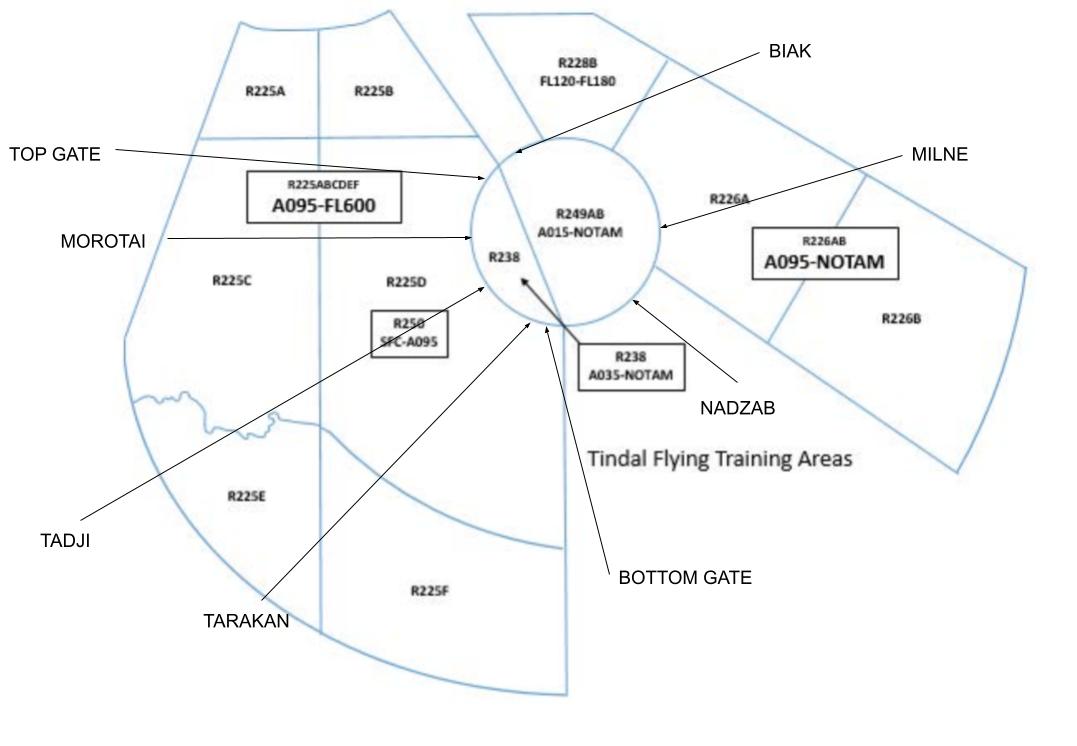 BIAK
R228B
FL120-FL180
R225A
R225B
TOP GATE
MILNE
R225ABCDEF
A095-FL600
R226A
R249AB
A015-NOTAM
MOROTAI
R226AB
A095-NOTAM
R238
R225C
R225D
R250
SFC-A095
R226B
R238
A035-NOTAM
NADZAB
Tindal Flying Training Areas
R225E
TADJI
BOTTOM GATE
R225F
TARAKAN